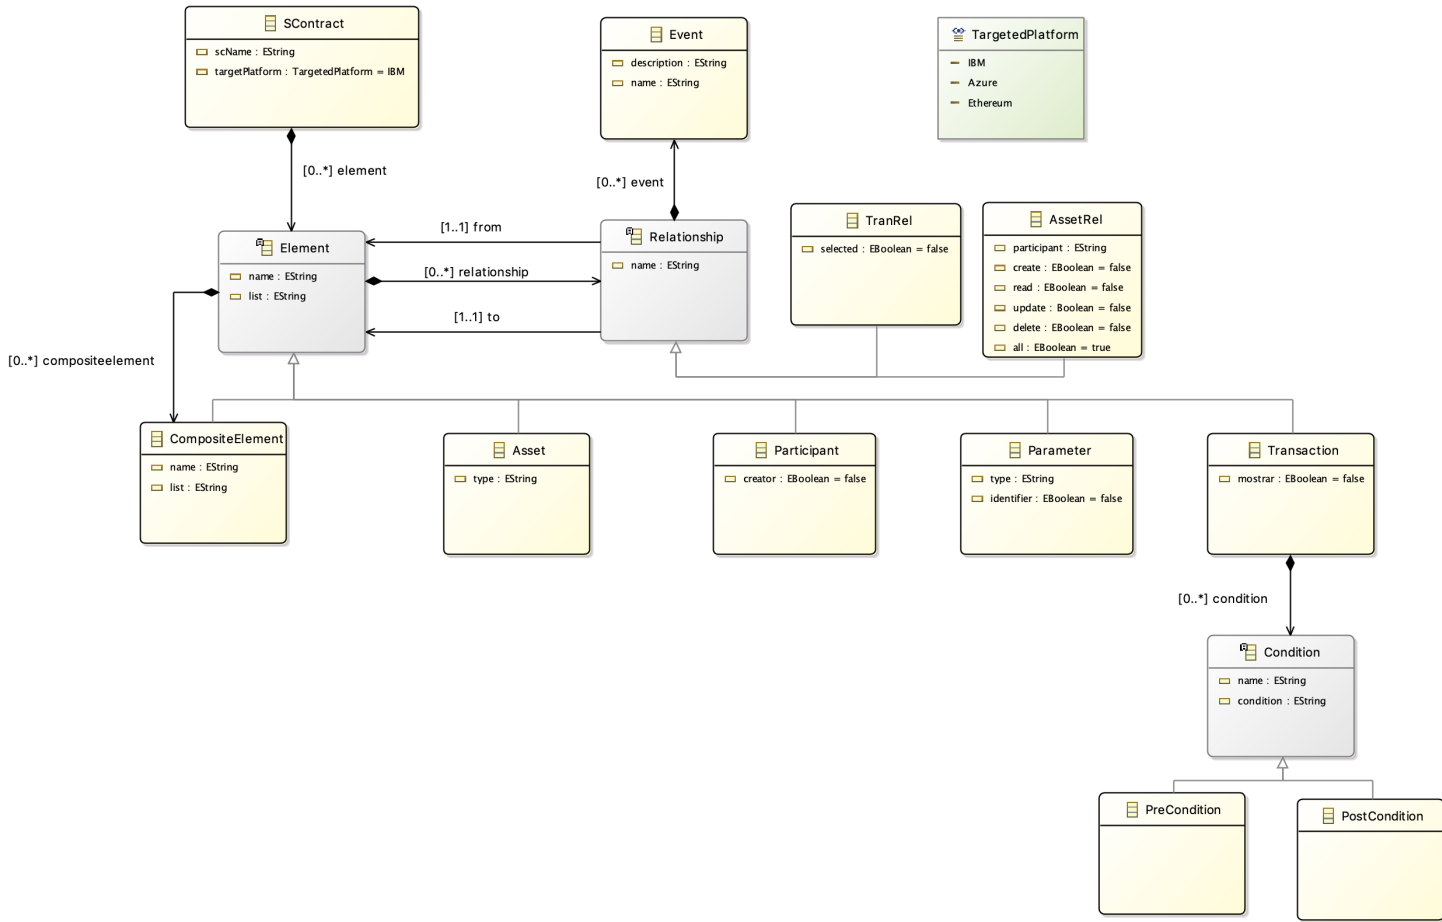 SContract
scName : EString
targetPlatform : TargetedPlatform = IBM
Event
description : EString
name : EString
TargetedPlatform
IBM
Azure
Ethereum
[0..*] element
[0..*] event
Element
name : EString
list : EString
[1..1] from
[0..*] relationship
[1..1] to
Relationship
name : EString
TranRel
selected : EBoolean = false
AssetRel
participant : EString
create : EBoolean = false
read : EBoolean = false
update : Boolean = false
delete : EBoolean = false
all : EBoolean = true
[0..*] compositeelement
CompositeElement
name : EString
list : EString
Asset
type : EString
Participant
creator : EBoolean = false
Parameter
type : EString
identifier : EBoolean = false
Transaction
mostrar : EBoolean = false
[0..*] condition
Condition
name : EString
condition : EString
PreCondition
PostCondition